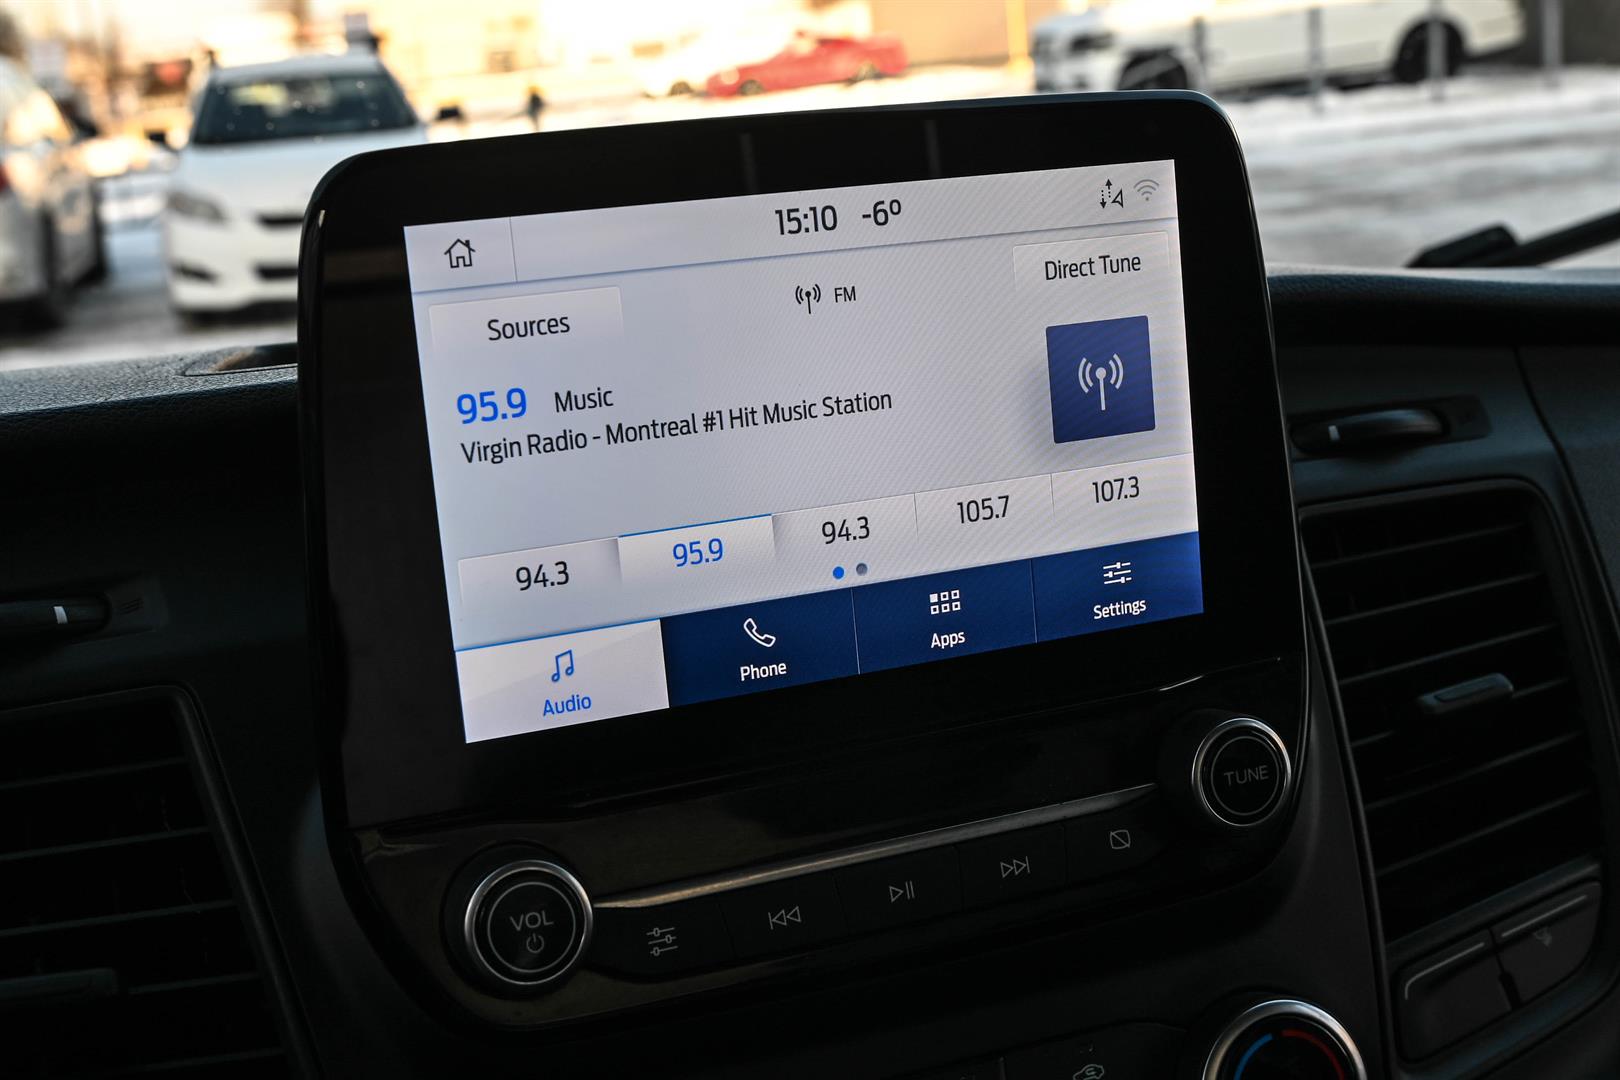 15:10 -6°
Direct Tune
FM
Sources
95.9 Music
Virgin Radio - Montreal #1 Hit Music Station
94.3 95.9 94.3 105.7 107.3
Audio Phone Apps Settings
TUNE
VOL